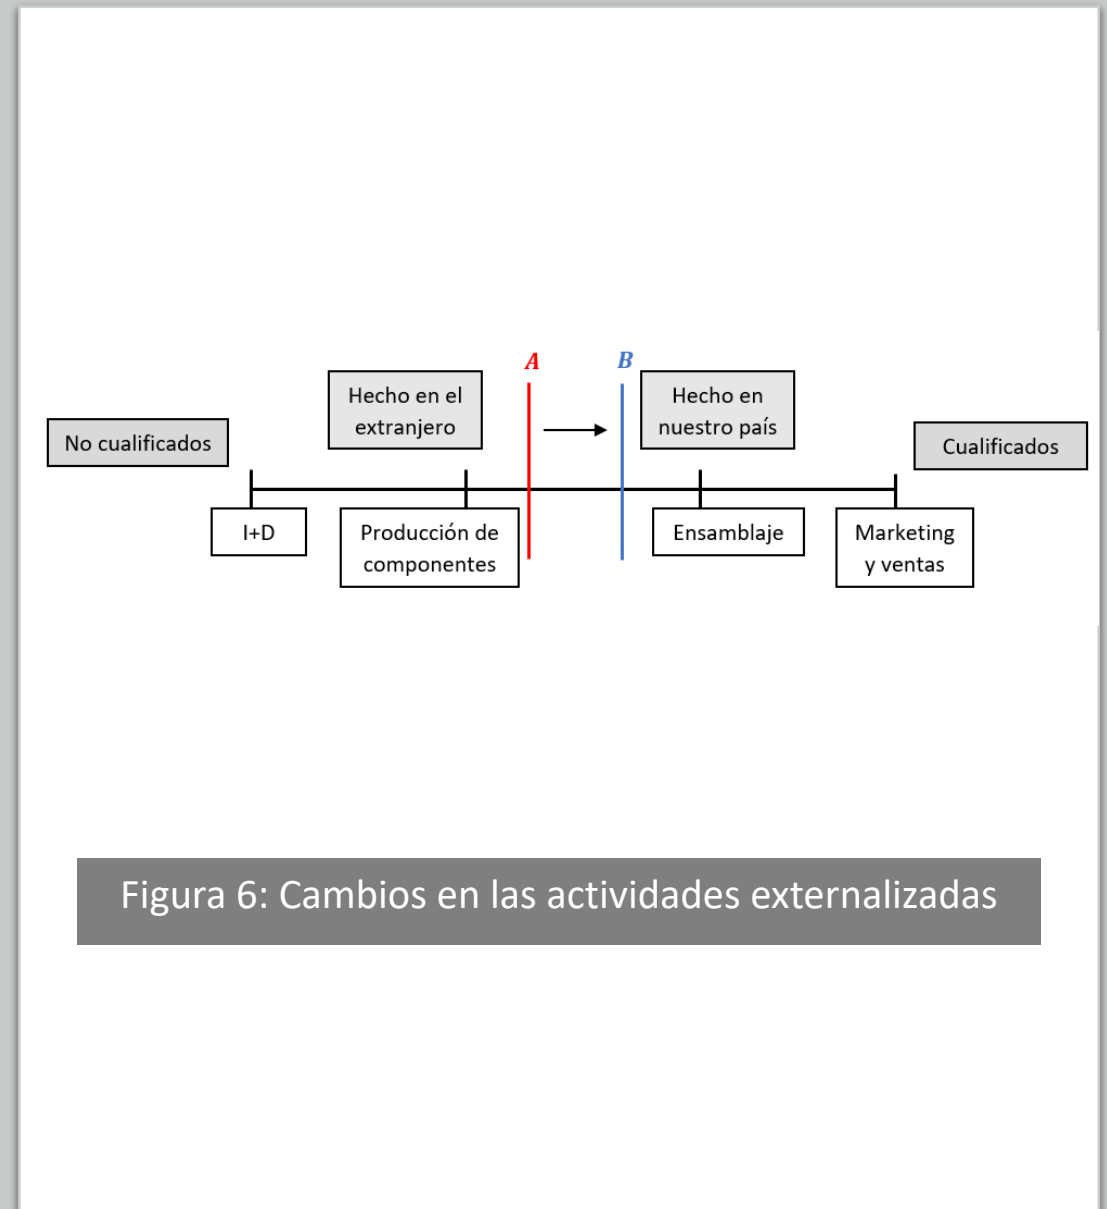 A
B
Hecho en el
extranjero
Hecho en
nuestro país
No cualificados
Cualificados
I+D
Producción de
componentes
Ensamblaje
Marketing
y ventas
Figura 6: Cambios en las actividades externalizadas